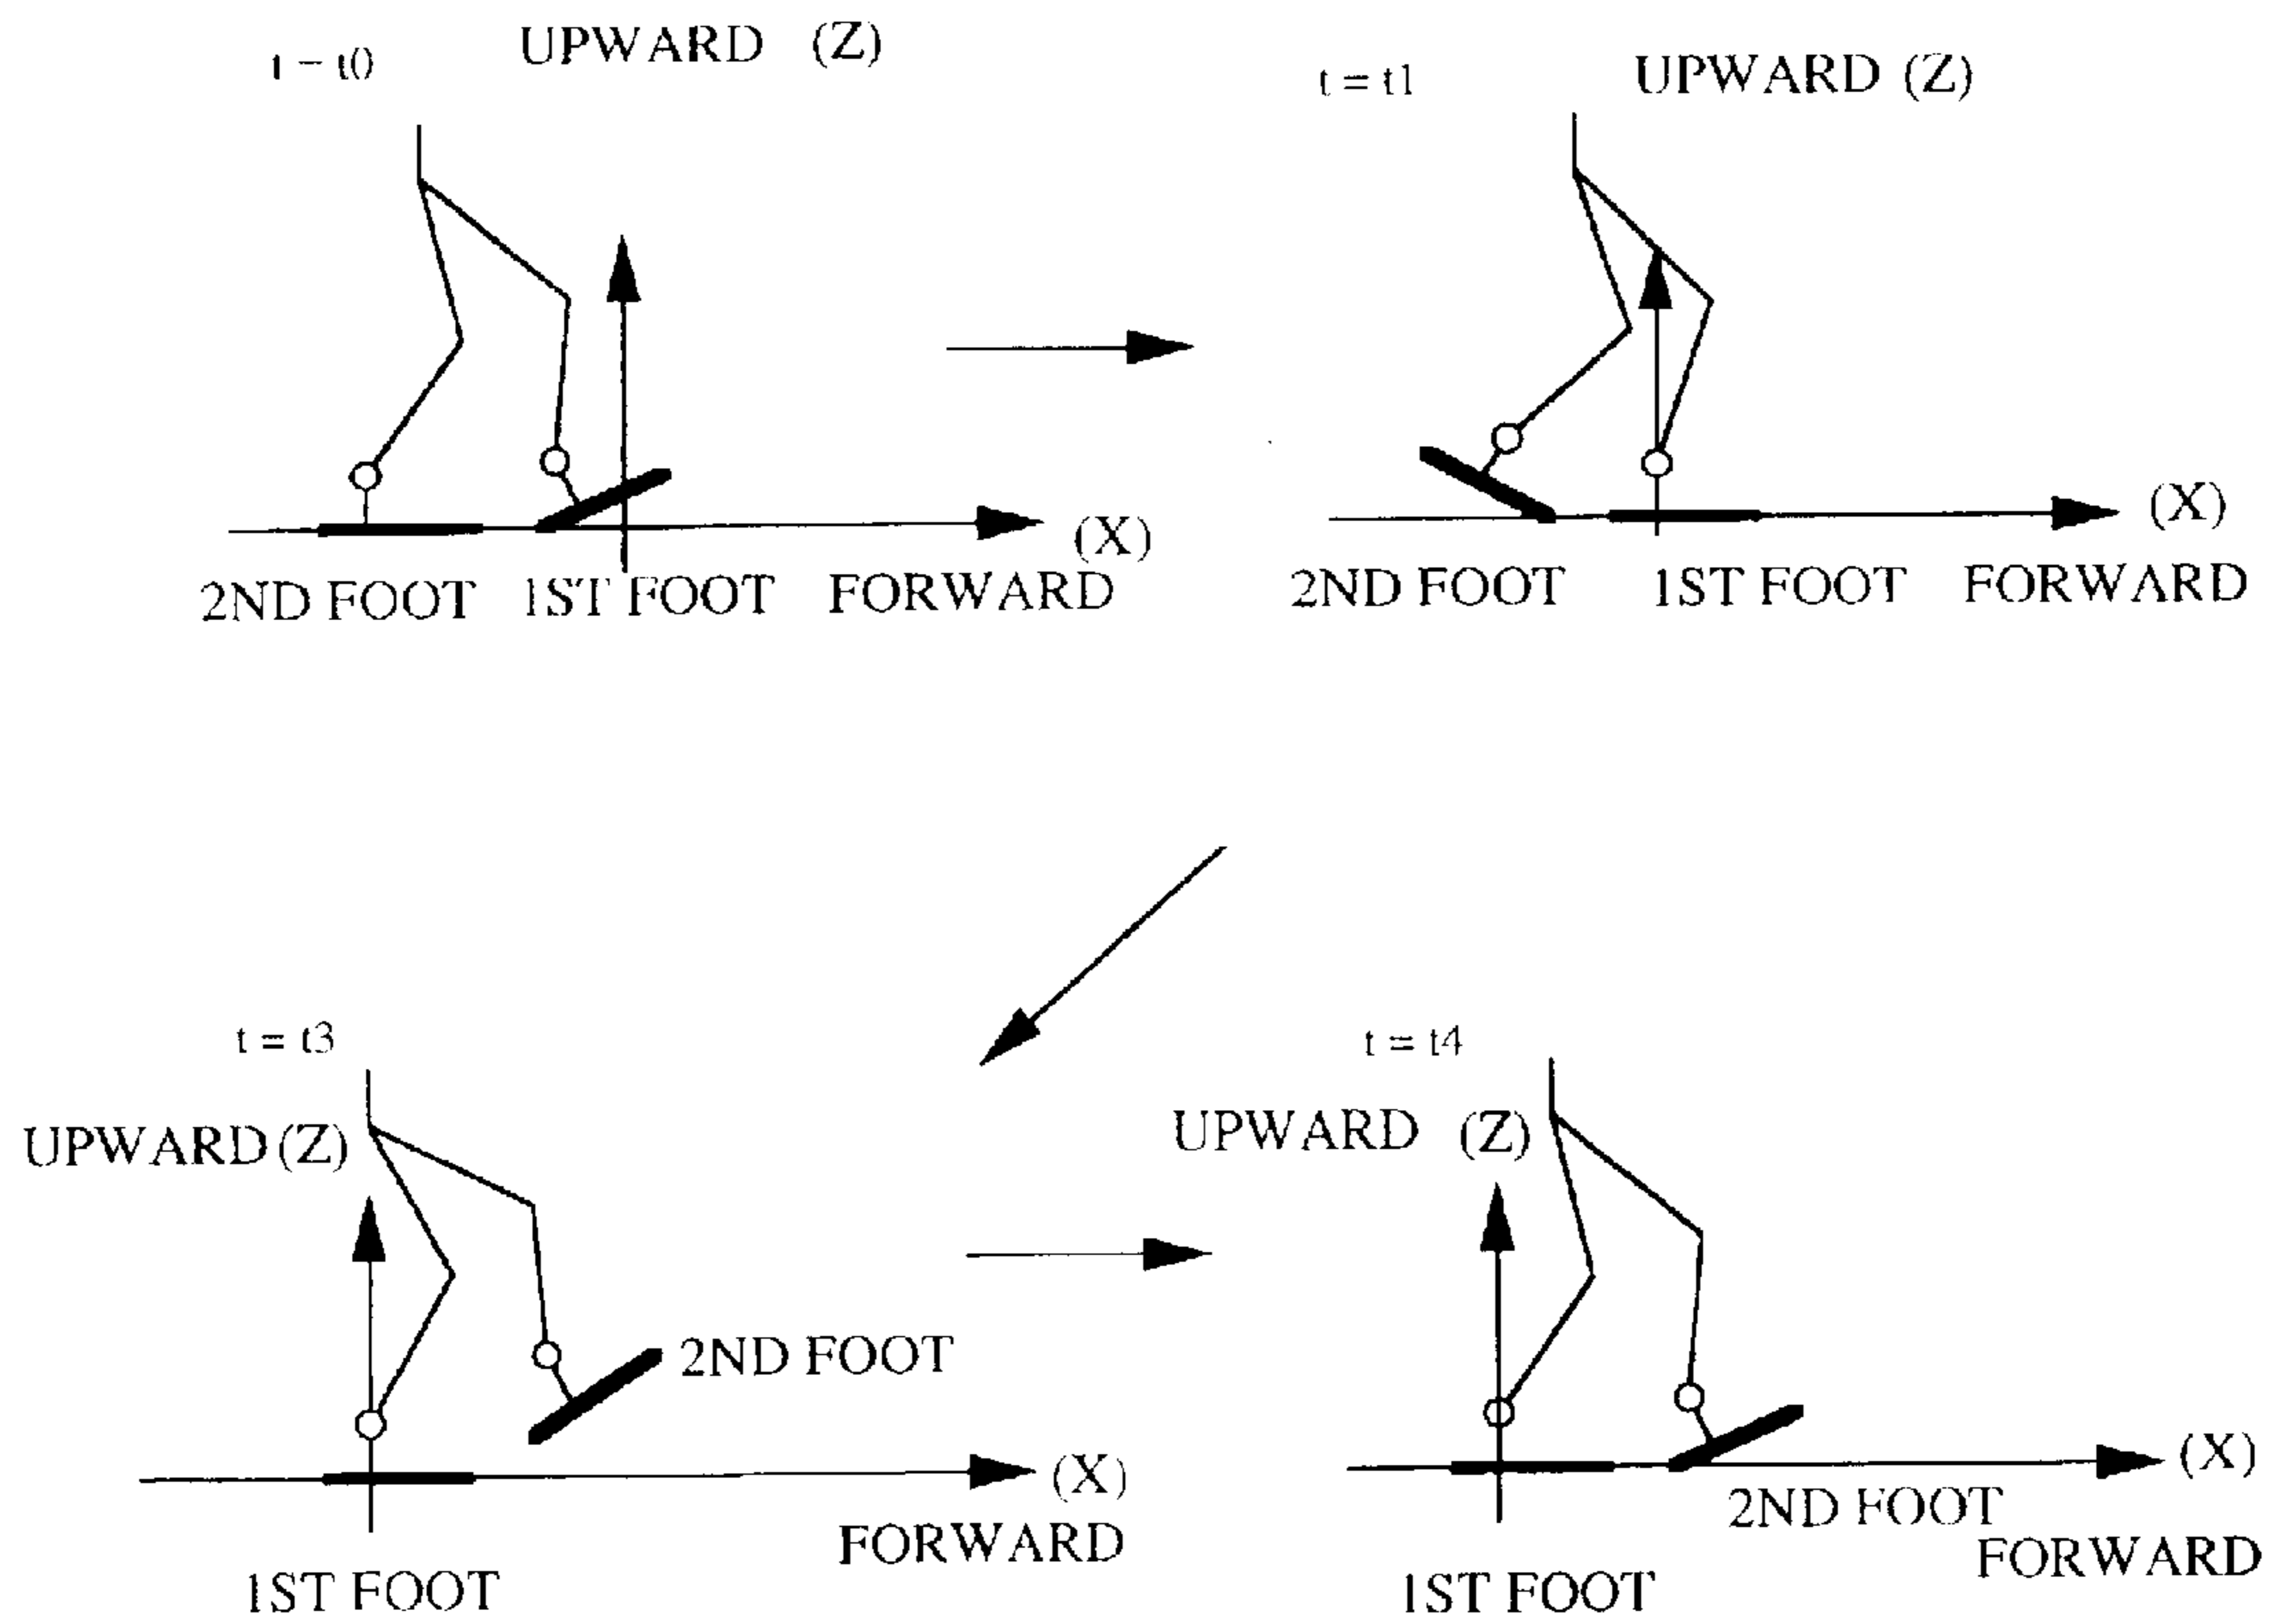 t = t0
UPWARD (Z)
(X)
2ND FOOT 1ST FOOT FORWARD
t = t1
UPWARD (Z)
(X)
2ND FOOT 1ST FOOT FORWARD
t = t3
UPWARD (Z)
2ND FOOT
(X)
FORWARD
1ST FOOT
t = t4
UPWARD (Z)
(X)
2ND FOOT
FORWARD
1ST FOOT